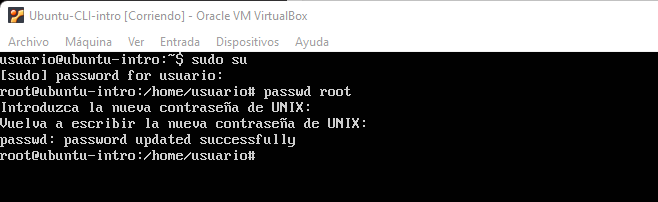 Ubuntu-CLI-intro [Corriendo] - Oracle VM VirtualBox
Archivo Máquina Ver Entrada Dispositivos Ayuda
usuario@ubuntu-intro:~$ sudo su
[sudo] password for usuario:
root@ubuntu-intro:/home/usuario# passwd root
Introduzca la nueva contraseña de UNIX:
Vuelva a escribir la nueva contraseña de UNIX:
passwd: password updated successfully
root@ubuntu-intro:/home/usuario#